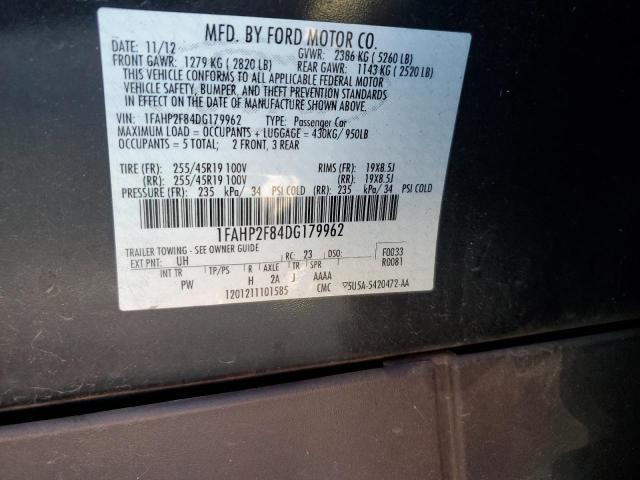 MFD. BY FORD MOTOR CO.
DATE: 11/12 GVWR: 2386 KG ( 5260 LB)
FRONT GAWR: 1279 KG ( 2820 LB) REAR GAWR: 1143 KG ( 2520 LB)
THIS VEHICLE CONFORMS TO ALL APPLICABLE FEDERAL MOTOR
VEHICLE SAFETY, BUMPER, AND THEFT PREVENTION STANDARDS
IN EFFECT ON THE DATE OF MANUFACTURE SHOWN ABOVE.
VIN: 1FAHP2F84DG179962 TYPE: Passenger Car
MAXIMUM LOAD = OCCUPANTS + LUGGAGE = 430KG/ 950LB
OCCUPANTS = 5 TOTAL; 2 FRONT, 3 REAR
TIRE (FR): 255/45R19 100V RIMS (FR): 19X8.5J
(RR): 255/45R19 100V (RR): 19X8.5J
PRESSURE (FR): 235 kPa/ 34 PSI COLD (RR): 235 kPa/ 34 PSI COLD
1FAHP2F84DG179962
TRAILER TOWING - SEE OWNER GUIDE
EXT PNT: UH RC: 23 DSO: F0033
R0081
INT TR TP/PS R AXLE TR SPR
PW H 2A J AAAA
1201211101585 CMC 5U5A-5420472-AA